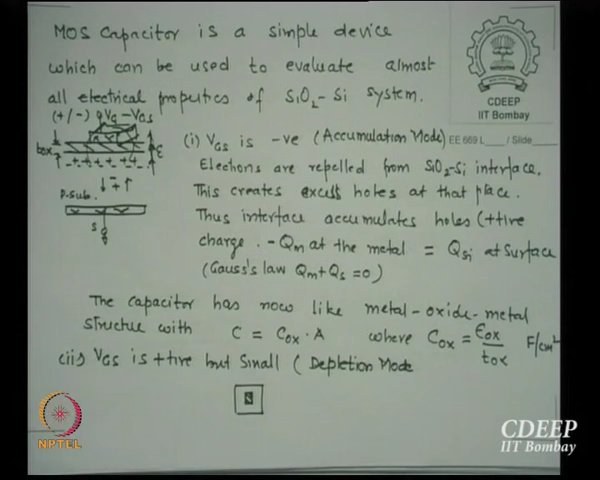 MOS Capacitor is a simple device
which can be used to evaluate almost
all electrical properties of SiO2-Si system.
(+/-) VG-VGS
tox
E
+ + + + +
P-Sub.
S
(i) VGS is -ve (Accumulation Mode)
Electrons are repelled from SiO2-Si interface.
This creates excess holes at that place.
Thus interface accumulates holes (+tive
charge. -Qm at the metal = Qsi at Surface
(Gauss's law Qm+Qs=0)
The capacitor has now like metal-oxide-metal
structue with C = Cox . A where Cox = Eox/tox F/cm2
(ii) VGS is +tive but Small (Depletion Mode
CDEEP
IIT Bombay
EE 669 L____/Slide____
NPTEL
CDEEP
IIT Bombay